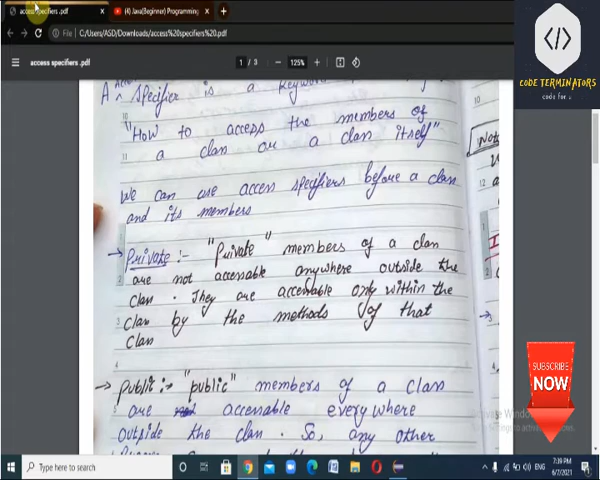 access specifiers .pdf
(4) Java(Beginner) Programming
File
C:/Users/ASD/Downloads/access%20specifiers%20.pdf
access specifiers .pdf
1 / 3
125%
CODE TERMINATORS
code for
A Specifier is a Keyword
"How to access the members of
a class or a class itself"
We can use access specifiers before a class
and its members
→ Private :- "Private" members of a class
are not accessable anywhere outside the
class. They are accessable only within the
class by the methods of that
class
→ Public :- "public" members of a class
are accessable everywhere
outside the class. So, any other
SUBSCRIBE
NOW
Type here to search
ENG
7:39 PM
6/7/2021